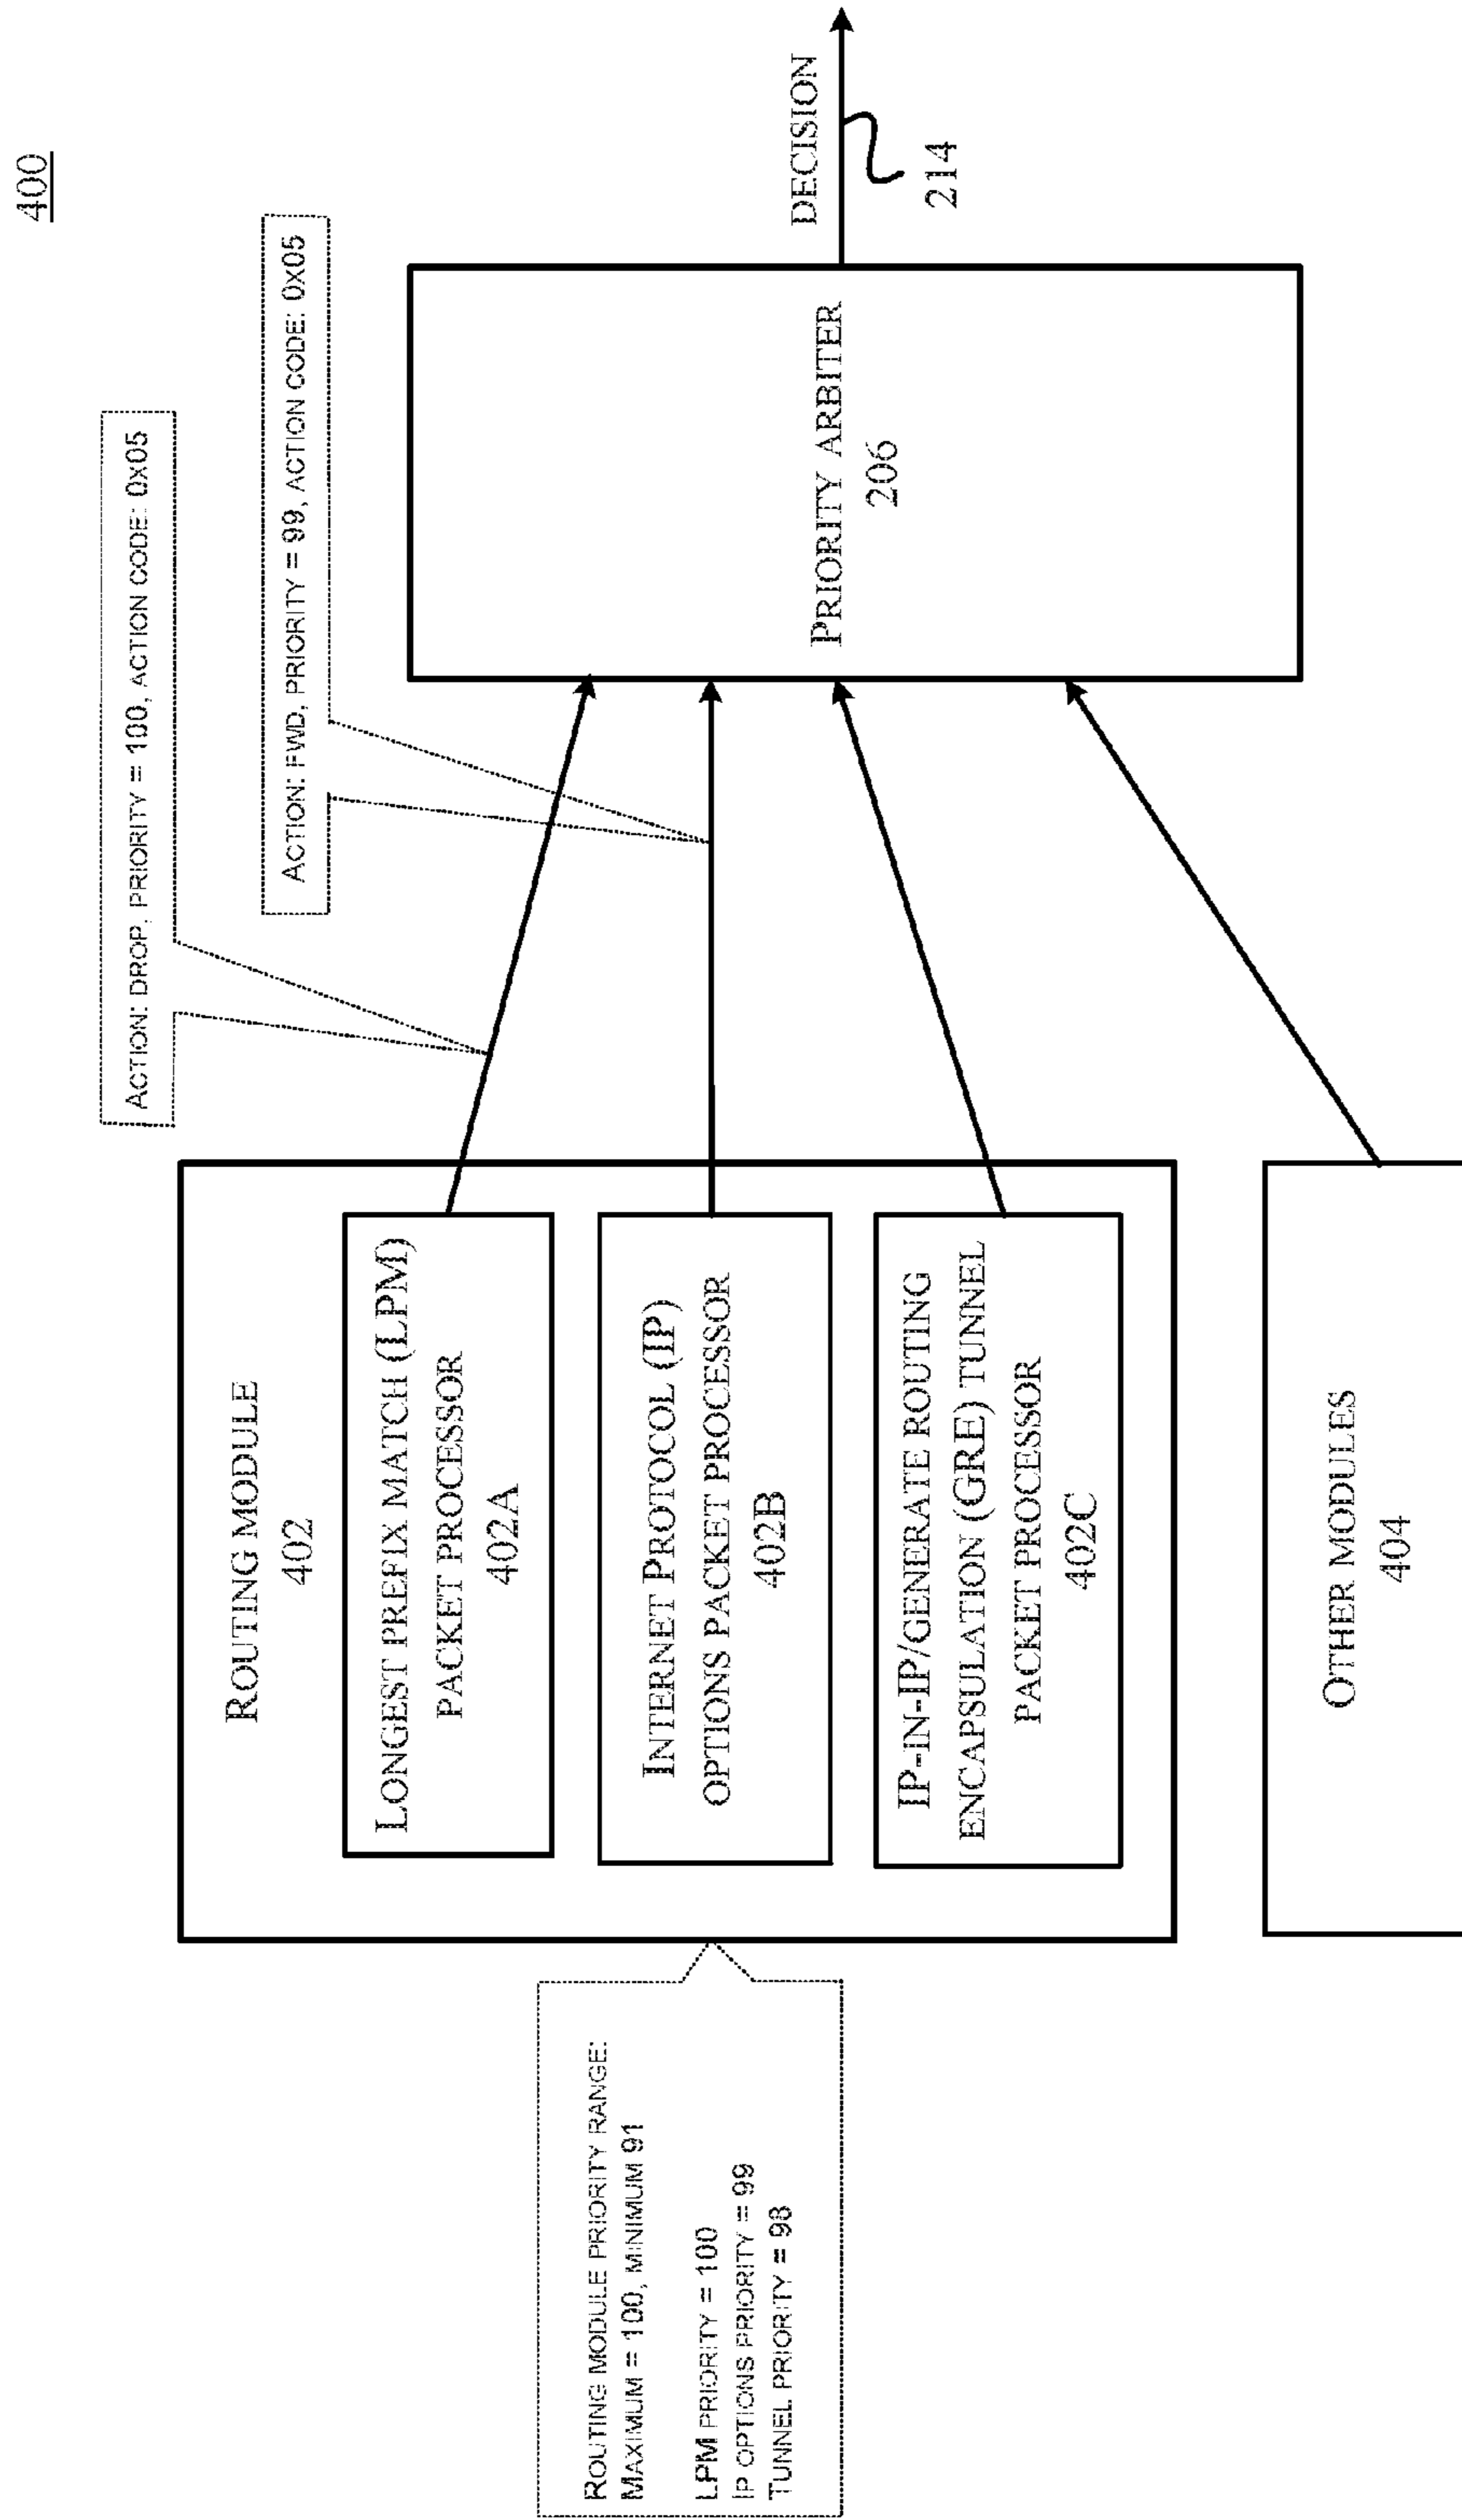 400
ROUTING MODULE PRIORITY RANGE:
MAXIMUM = 100, MINIMUM 91
LPM PRIORITY = 100
IP OPTIONS PRIORITY = 99
TUNNEL PRIORITY = 98
ROUTING MODULE
402
LONGEST PREFIX MATCH (LPM)
PACKET PROCESSOR
402A
INTERNET PROTOCOL (IP)
OPTIONS PACKET PROCESSOR
402B
IP-IN-IP/GENERATE ROUTING
ENCAPSULATION (GRE) TUNNEL
PACKET PROCESSOR
402C
OTHER MODULES
404
ACTION: DROP, PRIORITY = 100, ACTION CODE: 0x05
ACTION: FWD, PRIORITY = 99, ACTION CODE: 0x05
PRIORITY ARBITER
206
DECISION
214